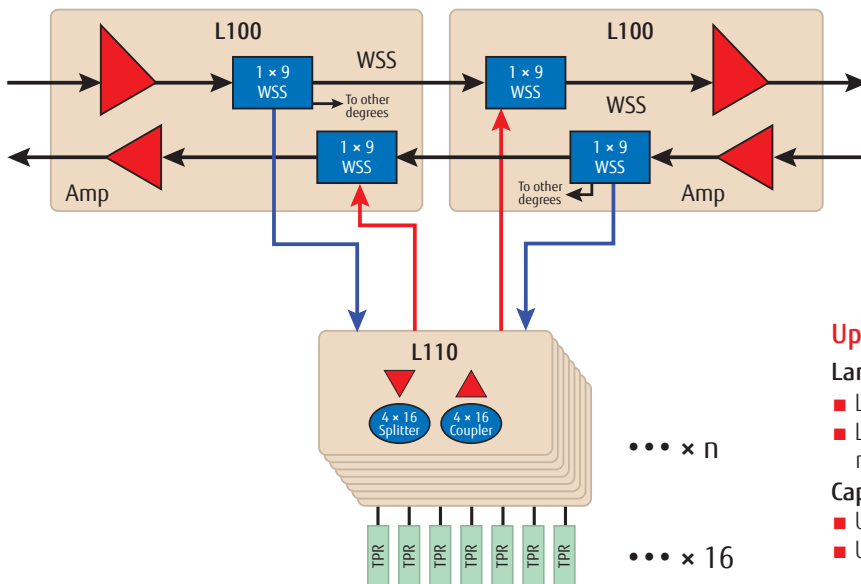 L100
L100
WSS
1 × 9
WSS
To other
degrees
1 × 9
WSS
WSS
1 × 9
WSS
1 × 9
WSS
To other
degrees
Amp
Amp
L110
4 × 16
Splitter
4 × 16
Coupler
••• × n
TPR
TPR
TPR
TPR
TPR
TPR
TPR
••• × 16
Up
Lar
L
L
r
Cap
U
U